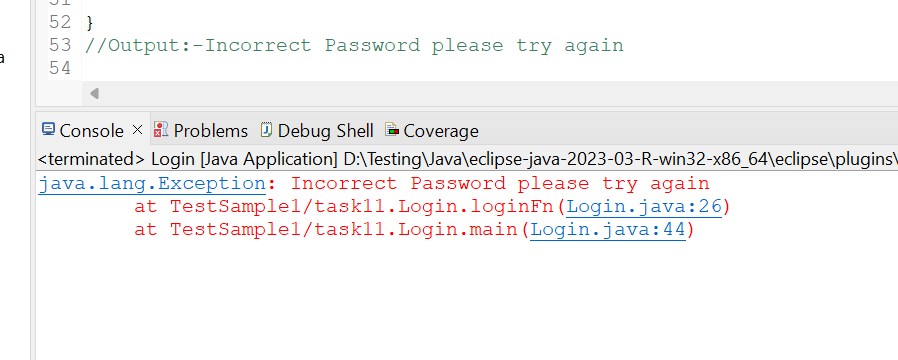 52 }
53 //Output:-Incorrect Password please try again
54
a
Console × Problems Debug Shell Coverage
<terminated> Login [Java Application] D:\Testing\Java\eclipse-java-2023-03-R-win32-x86_64\eclipse\plugins\
java.lang.Exception: Incorrect Password please try again
at TestSample1/task11.Login.loginFn(Login.java:26)
at TestSample1/task11.Login.main(Login.java:44)